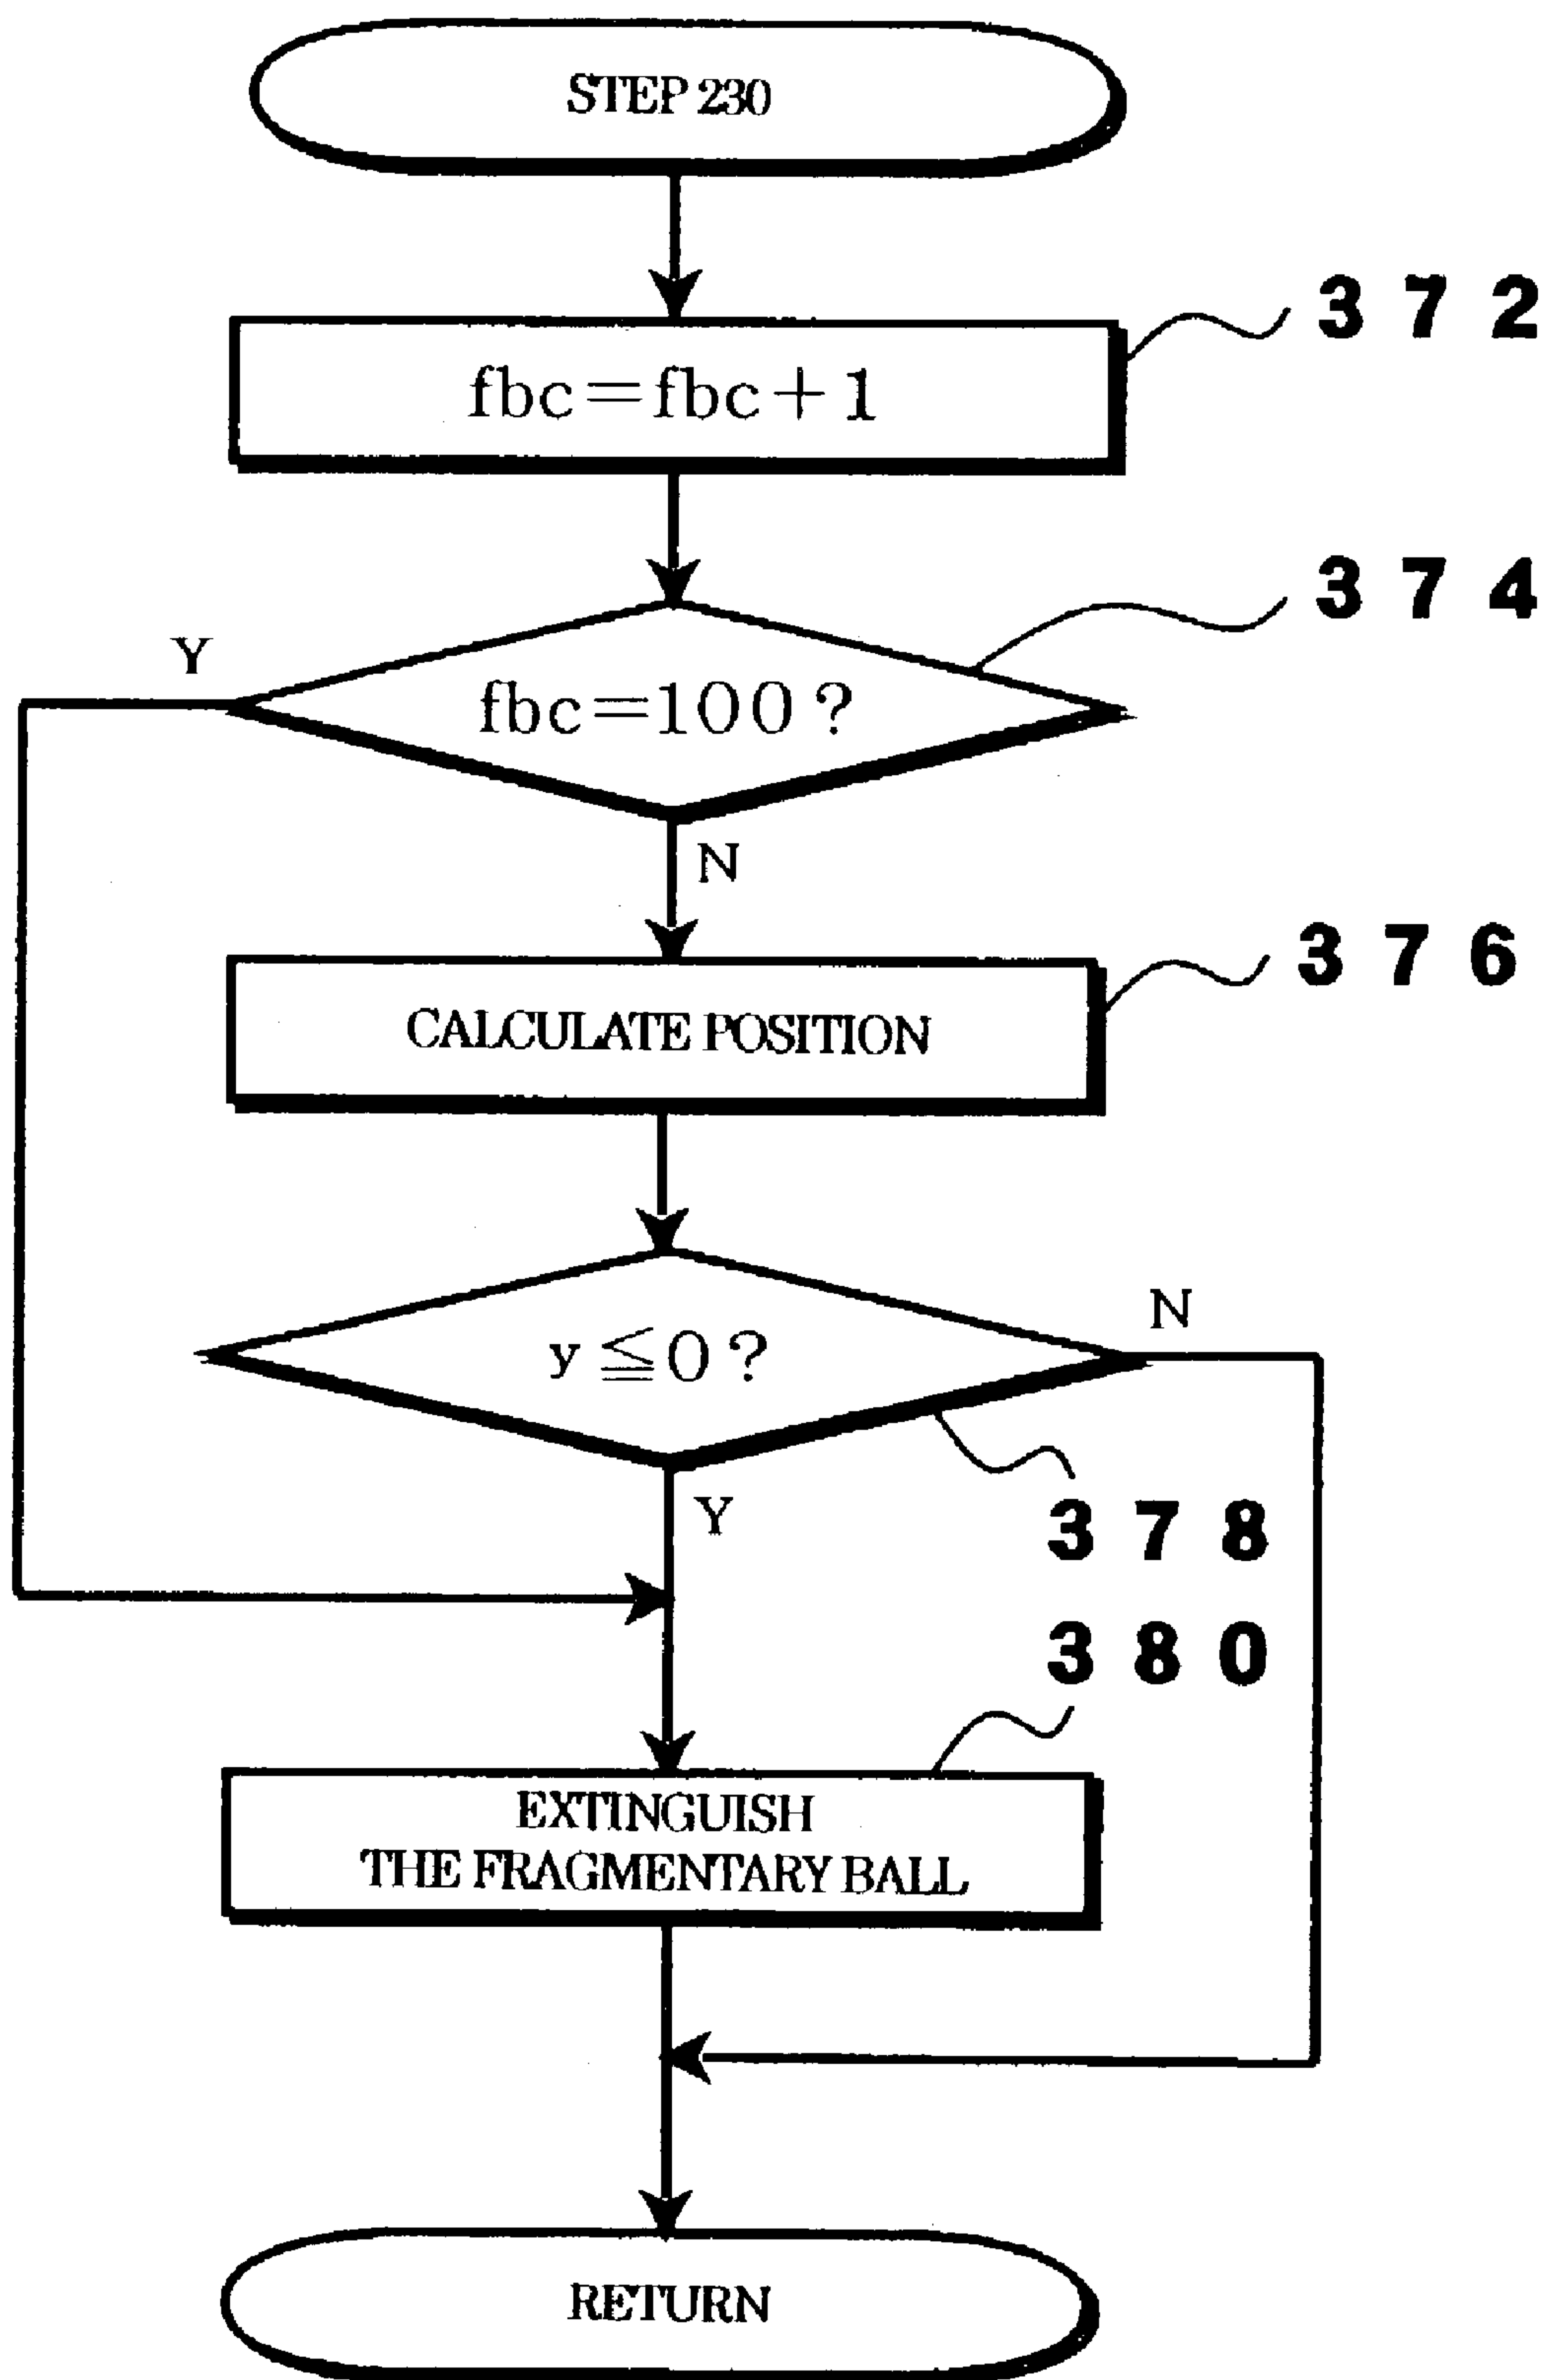 STEP 230
372
fbc=fbc+1
374
Y
fbc=100?
N
376
CALCULATE POSITION
N
y≦0?
Y
378
380
EXTINGUISH
THE FRAGMENTARY BALL
RETURN